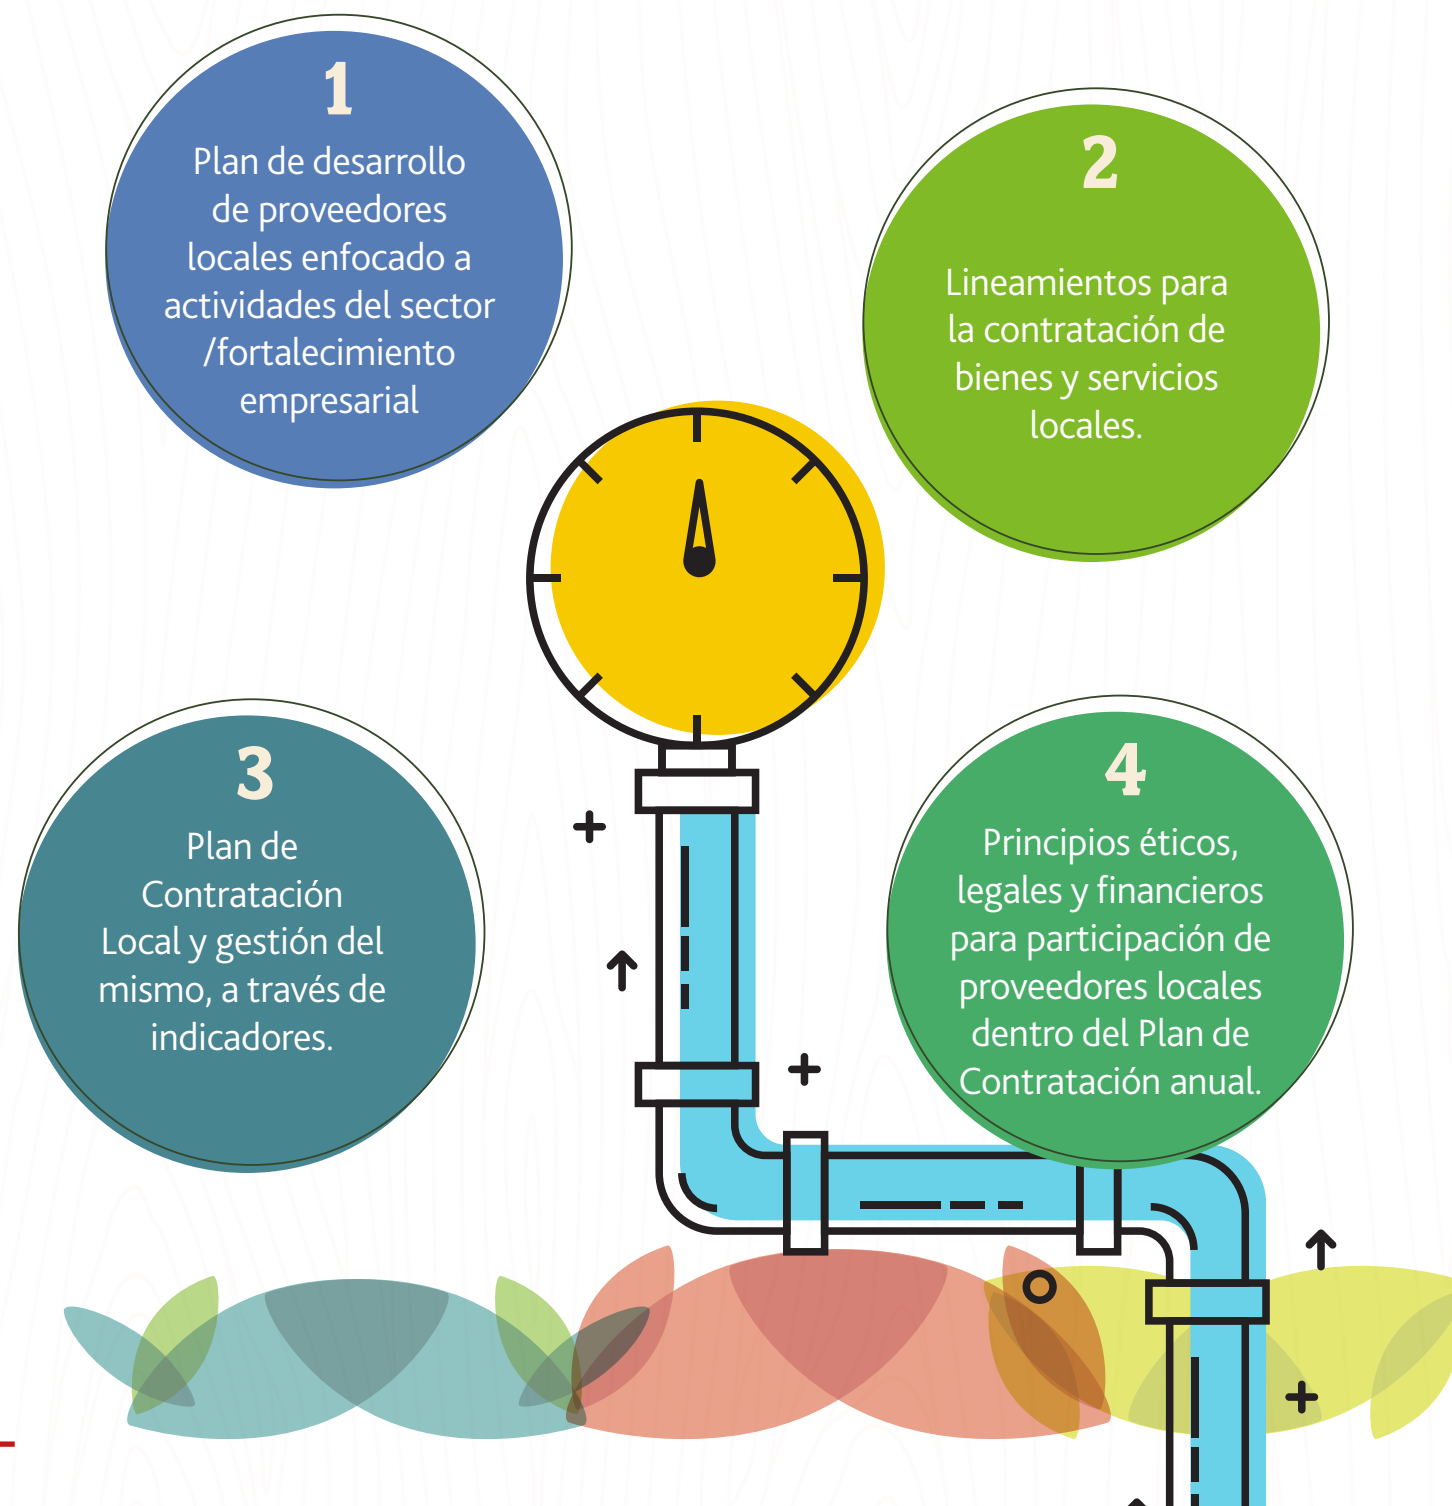 1
Plan de desarrollo
de proveedores
locales enfocado a
actividades del sector
/fortalecimiento
empresarial
2
Lineamientos para
la contratación de
bienes y servicios
locales.
3
Plan de
Contratación
Local y gestión del
mismo, a través de
indicadores.
4
Principios éticos,
legales y financieros
para participación de
proveedores locales
dentro del Plan de
Contratación anual.